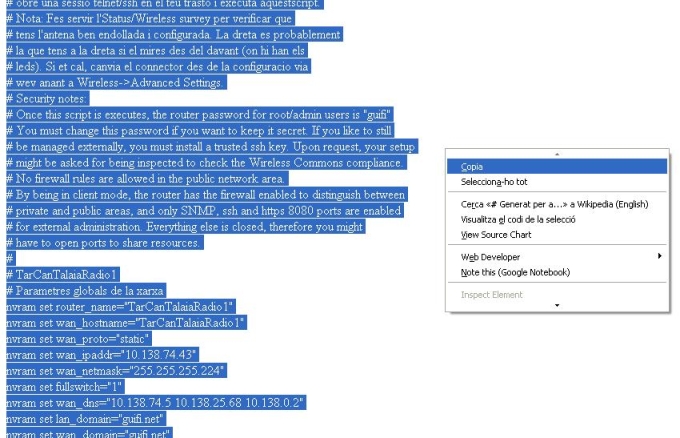 # obre una sessió telnet/ssh en el teu trasto i executa aquestscript.
# Nota: Fes servir l'Status/Wireless survey per verificar que
# tens l'antena ben endollada i configurada. La dreta es probablement
# la que tens a la dreta si el mires des del davant (on hi han els
# leds). Si et cal, canvia el connector des de la configuracio via
# wev anant a Wireless->Advanced Settings.
# Security notes:
# Once this script is executes, the router password for root/admin users is "guifi"
# You must change this password if you want to keep it secret. If you like to still
# be managed externally, you must install a trusted ssh key. Upon request, your setup
# might be asked for being inspected to check the Wireless Commons compliance.
# No firewall rules are allowed in the public network area.
# By being in client mode, the router has the firewall enabled to distinguish between
# private and public areas, and only SNMP, ssh and https 8080 ports are enabled
# for external administration. Everything else is closed, therefore you might
# have to open ports to share resources.
#
# TarCanTalaiaRadio1
# Parametres globals de la xarxa
nvram set router_name="TarCanTalaiaRadio1"
nvram set wan_hostname="TarCanTalaiaRadio1"
nvram set wan_proto="static"
nvram set wan_ipaddr="10.138.74.43"
nvram set wan_netmask="255.255.255.224"
nvram set fullswitch="1"
nvram set wan_dns="10.138.74.5 10.138.25.68 10.138.0.2"
nvram set lan_domain="guifi.net"
nvram set wan_domain="guifi.net"
Copia
Selecciona-ho tot
Cerca «# Generat per a...» a Wikipedia (English)
Visualitza el codi de la selecció
View Source Chart
Web Developer
Note this (Google Notebook)
Inspect Element